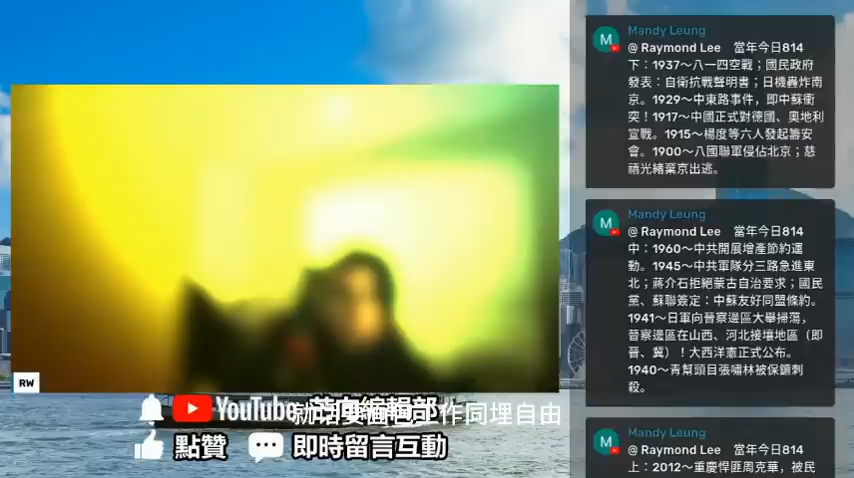 Mandy Leung
@ Raymond Lee 當年今日814
下：1937～八一四空戰；國民政府
發表：自衛抗戰聲明書；日機轟炸南
京。1929～中東路事件，即中蘇衝
突！1917～中國正式對德國、奧地利
宣戰。1915～楊度等六人發起籌安
會。1900～八國聯軍侵佔北京；慈
禧光緒棄京出逃。
Mandy Leung
@ Raymond Lee 當年今日814
中：1960～中共開展增產節約運
動。1945～中共軍隊分三路急進東
北；蔣介石拒絕蒙古自治要求；國民
黨、蘇聯簽定：中蘇友好同盟條約。
1941～日軍向晉察邊區大舉掃蕩，
晉察邊區在山西、河北接壤地區（即
晉、冀）！大西洋憲正式公布。
1940～青幫頭目張嘯林被保鑣刺
殺。
Mandy Leung
@ Raymond Lee 當年今日814
上：2012～重慶悍匪周克華，被民
RW
YouTube 編輯部 作同埋自由
點贊 即時留言互動